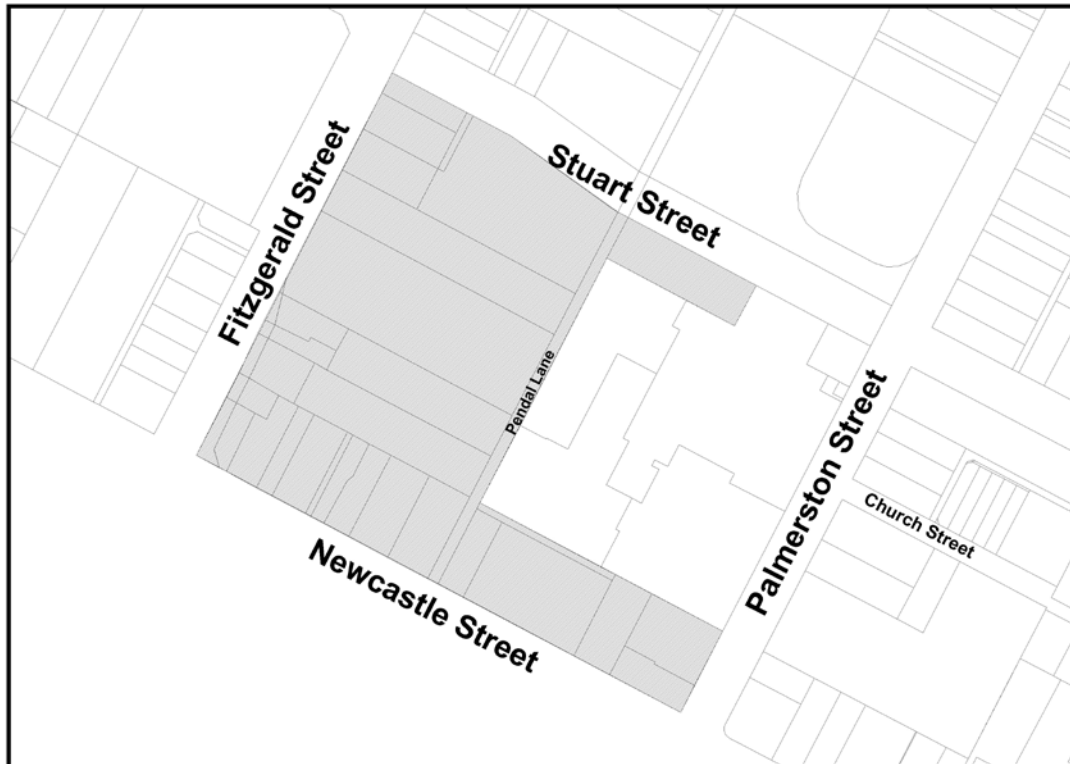 Stuart Street
Fitzgerald Street
Pendal Lane
Palmerston Street
Church Street
Newcastle Street